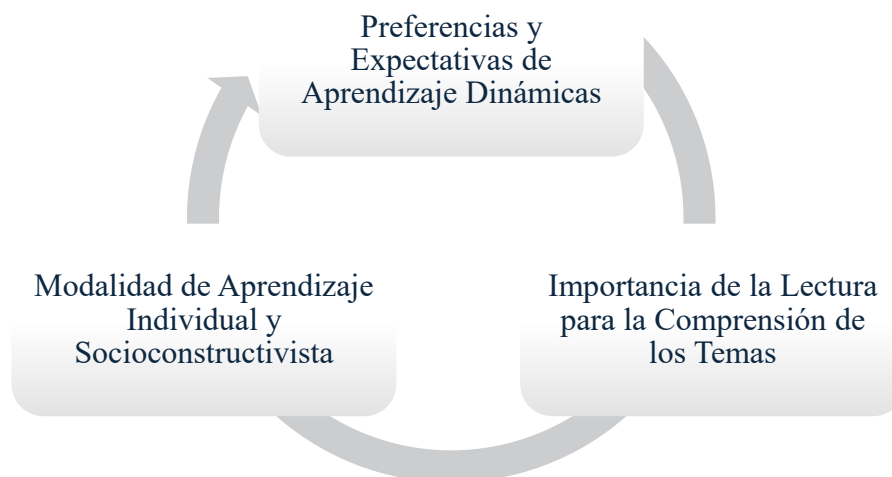 Preferencias y
Expectativas de
Aprendizaje Dinámicas
Modalidad de Aprendizaje
Individual y
Socioconstructivista
Importancia de la Lectura
para la Comprensión de
los Temas